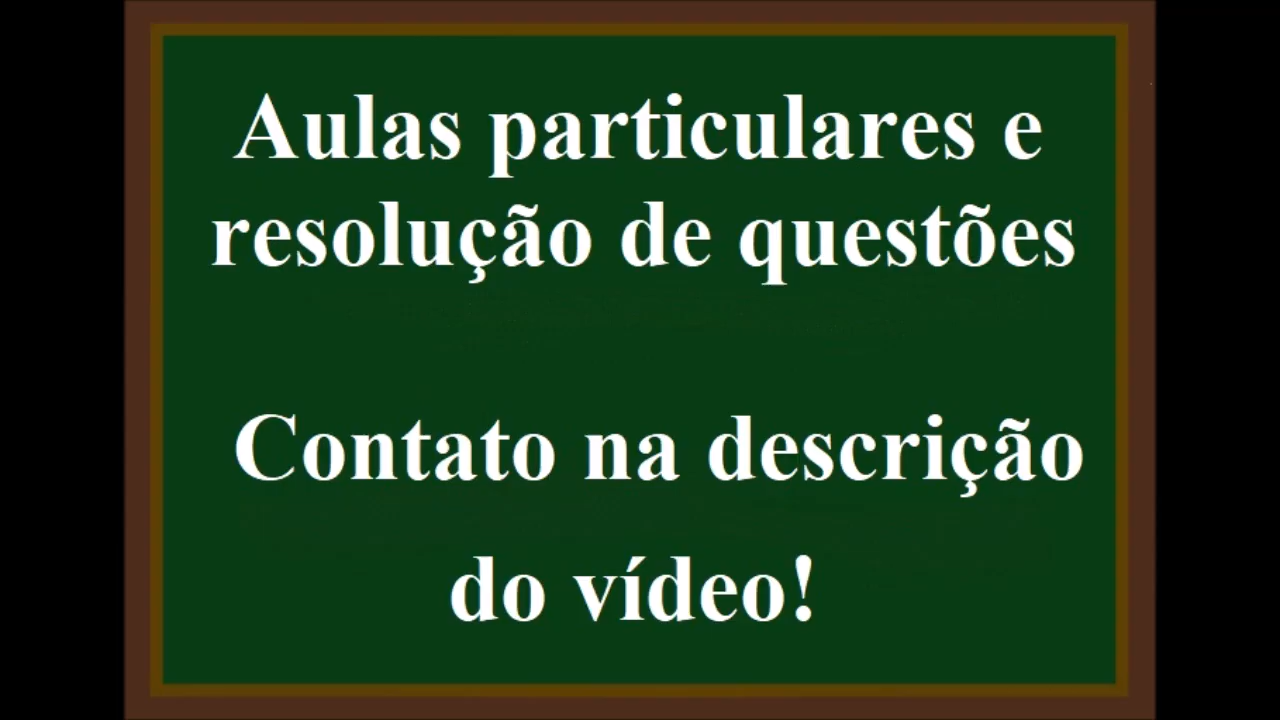 Aulas particulares e
resolução de questões
Contato na descrição
do vídeo!